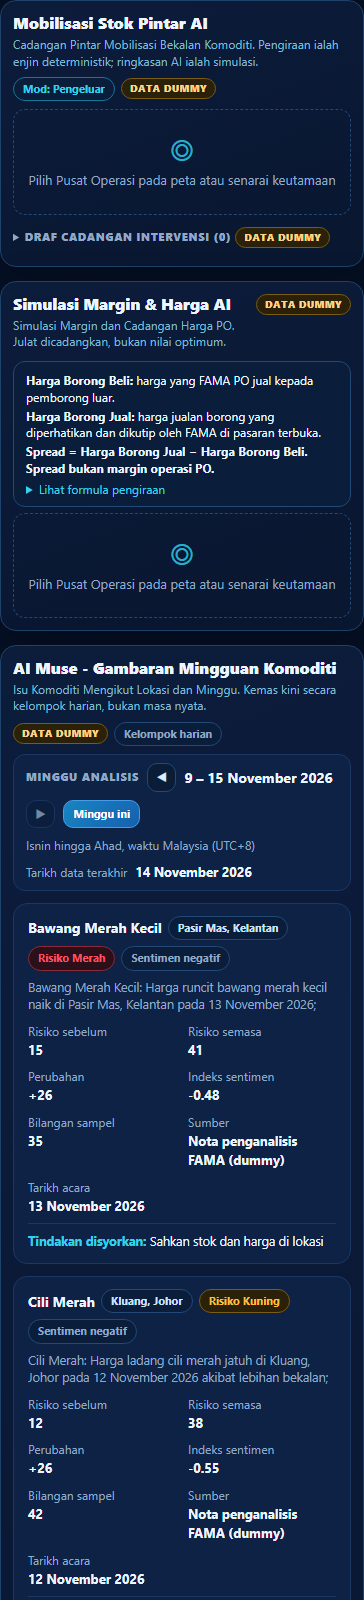 Mobilisasi Stok Pintar AI
Cadangan Pintar Mobilisasi Bekalan Komoditi. Pengiraan ialah
enjin deterministik; ringkasan AI ialah simulasi.
Mod: Pengeluar DATA DUMMY
Pilih Pusat Operasi pada peta atau senarai keutamaan
▶ DRAF CADANGAN INTERVENSI (0) DATA DUMMY
Simulasi Margin & Harga AI DATA DUMMY
Simulasi Margin dan Cadangan Harga PO.
Julat dicadangkan, bukan nilai optimum.
Harga Borong Beli: harga yang FAMA PO jual kepada
pemborong luar.
Harga Borong Jual: harga jualan borong yang
diperhatikan dan dikutip oleh FAMA di pasaran terbuka.
Spread = Harga Borong Jual − Harga Borong Beli.
Spread bukan margin operasi PO.
▶ Lihat formula pengiraan
Pilih Pusat Operasi pada peta atau senarai keutamaan
AI Muse - Gambaran Mingguan Komoditi
Isu Komoditi Mengikut Lokasi dan Minggu. Kemas kini secara
kelompok harian, bukan masa nyata.
DATA DUMMY Kelompok harian
MINGGU ANALISIS ◀ 9 – 15 November 2026
▶ Minggu ini
Isnin hingga Ahad, waktu Malaysia (UTC+8)
Tarikh data terakhir 14 November 2026
Bawang Merah Kecil Pasir Mas, Kelantan
Risiko Merah Sentimen negatif
Bawang Merah Kecil: Harga runcit bawang merah kecil
naik di Pasir Mas, Kelantan pada 13 November 2026;
Risiko sebelum Risiko semasa
15 41
Perubahan Indeks sentimen
+26 -0.48
Bilangan sampel Sumber
35 Nota penganalisis
FAMA (dummy)
Tarikh acara
13 November 2026
Tindakan disyorkan: Sahkan stok dan harga di lokasi
Cili Merah Kluang, Johor Risiko Kuning
Sentimen negatif
Cili Merah: Harga ladang cili merah jatuh di Kluang,
Johor pada 12 November 2026 akibat lebihan bekalan;
Risiko sebelum Risiko semasa
12 38
Perubahan Indeks sentimen
+26 -0.55
Bilangan sampel Sumber
42 Nota penganalisis
FAMA (dummy)
Tarikh acara
12 November 2026